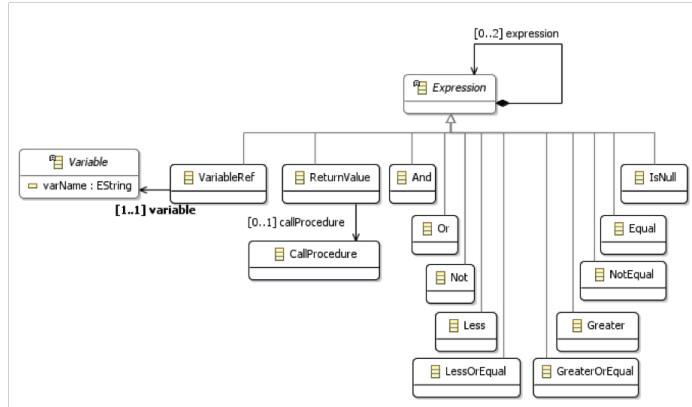 [0..2] expression
Expression
Variable
varName : EString
VariableRef
ReturnValue
And
IsNull
[1..1] variable
[0..1] callProcedure
Or
Equal
CallProcedure
Not
NotEqual
Less
Greater
LessOrEqual
GreaterOrEqual